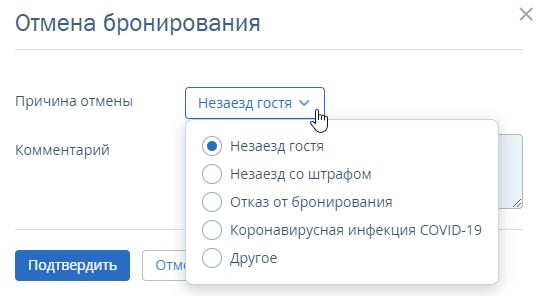 Отмена бронирования
Причина отмены
Незаезд гостя
Комментарий
Незаезд гостя
Незаезд со штрафом
Отказ от бронирования
Коронавирусная инфекция COVID-19
Другое
Подтвердить